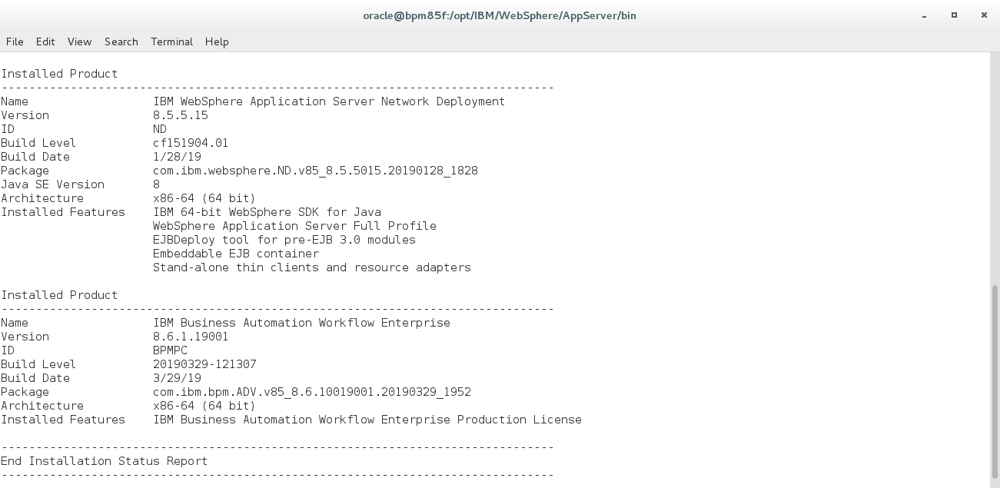 oracle@bpm85f:/opt/IBM/WebSphere/AppServer/bin
File Edit View Search Terminal Help
Installed Product
--------------------------------------------------------------------------------
Name IBM WebSphere Application Server Network Deployment
Version 8.5.5.15
ID ND
Build Level cf151904.01
Build Date 1/28/19
Package com.ibm.websphere.ND.v85_8.5.5015.20190128_1828
Java SE Version 8
Architecture x86-64 (64 bit)
Installed Features IBM 64-bit WebSphere SDK for Java
WebSphere Application Server Full Profile
EJBDeploy tool for pre-EJB 3.0 modules
Embeddable EJB container
Stand-alone thin clients and resource adapters
Installed Product
--------------------------------------------------------------------------------
Name IBM Business Automation Workflow Enterprise
Version 8.6.1.19001
ID BPMPC
Build Level 20190329-121307
Build Date 3/29/19
Package com.ibm.bpm.ADV.v85_8.6.10019001.20190329_1952
Architecture x86-64 (64 bit)
Installed Features IBM Business Automation Workflow Enterprise Production License
--------------------------------------------------------------------------------
End Installation Status Report
--------------------------------------------------------------------------------